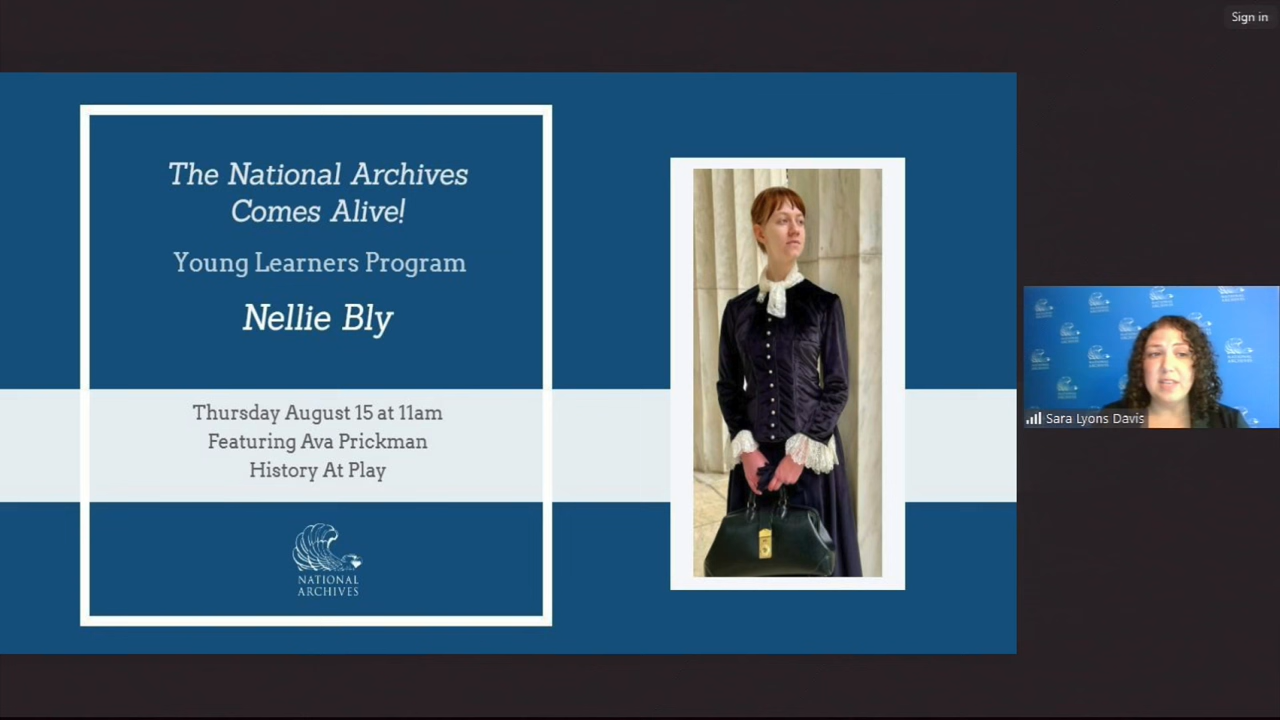 Sign in
The National Archives
Comes Alive!
Young Learners Program
Nellie Bly
Thursday August 15 at 11am
Featuring Ava Prickman
History At Play
NATIONAL
ARCHIVES
Sara Lyons Davis